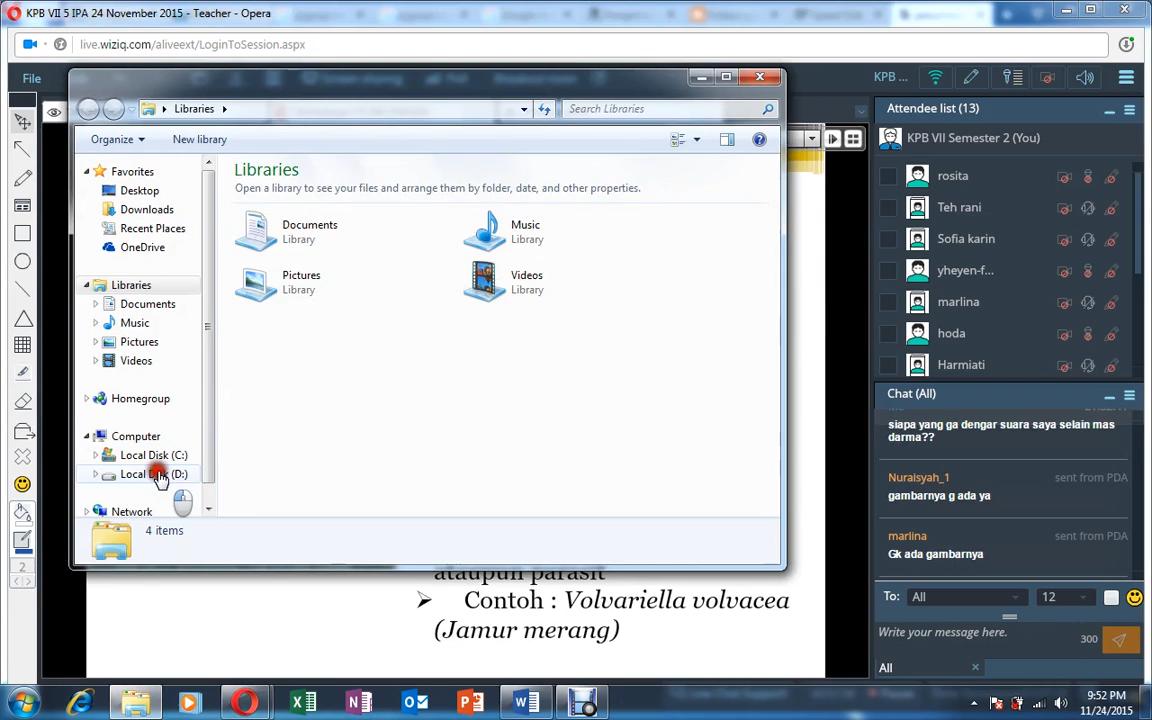 KPB VII 5 IPA 24 November 2015 - Teacher - Opera
live.wiziq.com/aliveext/LoginToSession.aspx
File
KPB ...
Libraries
Search Libraries
Organize
New library
Favorites
Desktop
Downloads
Recent Places
OneDrive
Libraries
Documents
Music
Pictures
Videos
Homegroup
Computer
Local Disk (C:)
Local Disk (D:)
Network
Libraries
Open a library to see your files and arrange them by folder, date, and other properties.
Documents
Library
Music
Library
Pictures
Library
Videos
Library
4 items
ataupun parasit
Contoh : Volvariella volvacea
(Jamur merang)
2
Attendee list (13)
KPB VII Semester 2 (You)
rosita
Teh rani
Sofia karin
yheyen-f...
marlina
hoda
Harmiati
Chat (All)
siapa yang ga dengar suara saya selain mas
darma??
Nuraisyah_1 sent from PDA
gambarnya g ada ya
marlina sent from PDA
Gk ada gambarnya
To: All 12
Write your message here.
300
All
9:52 PM
11/24/2015